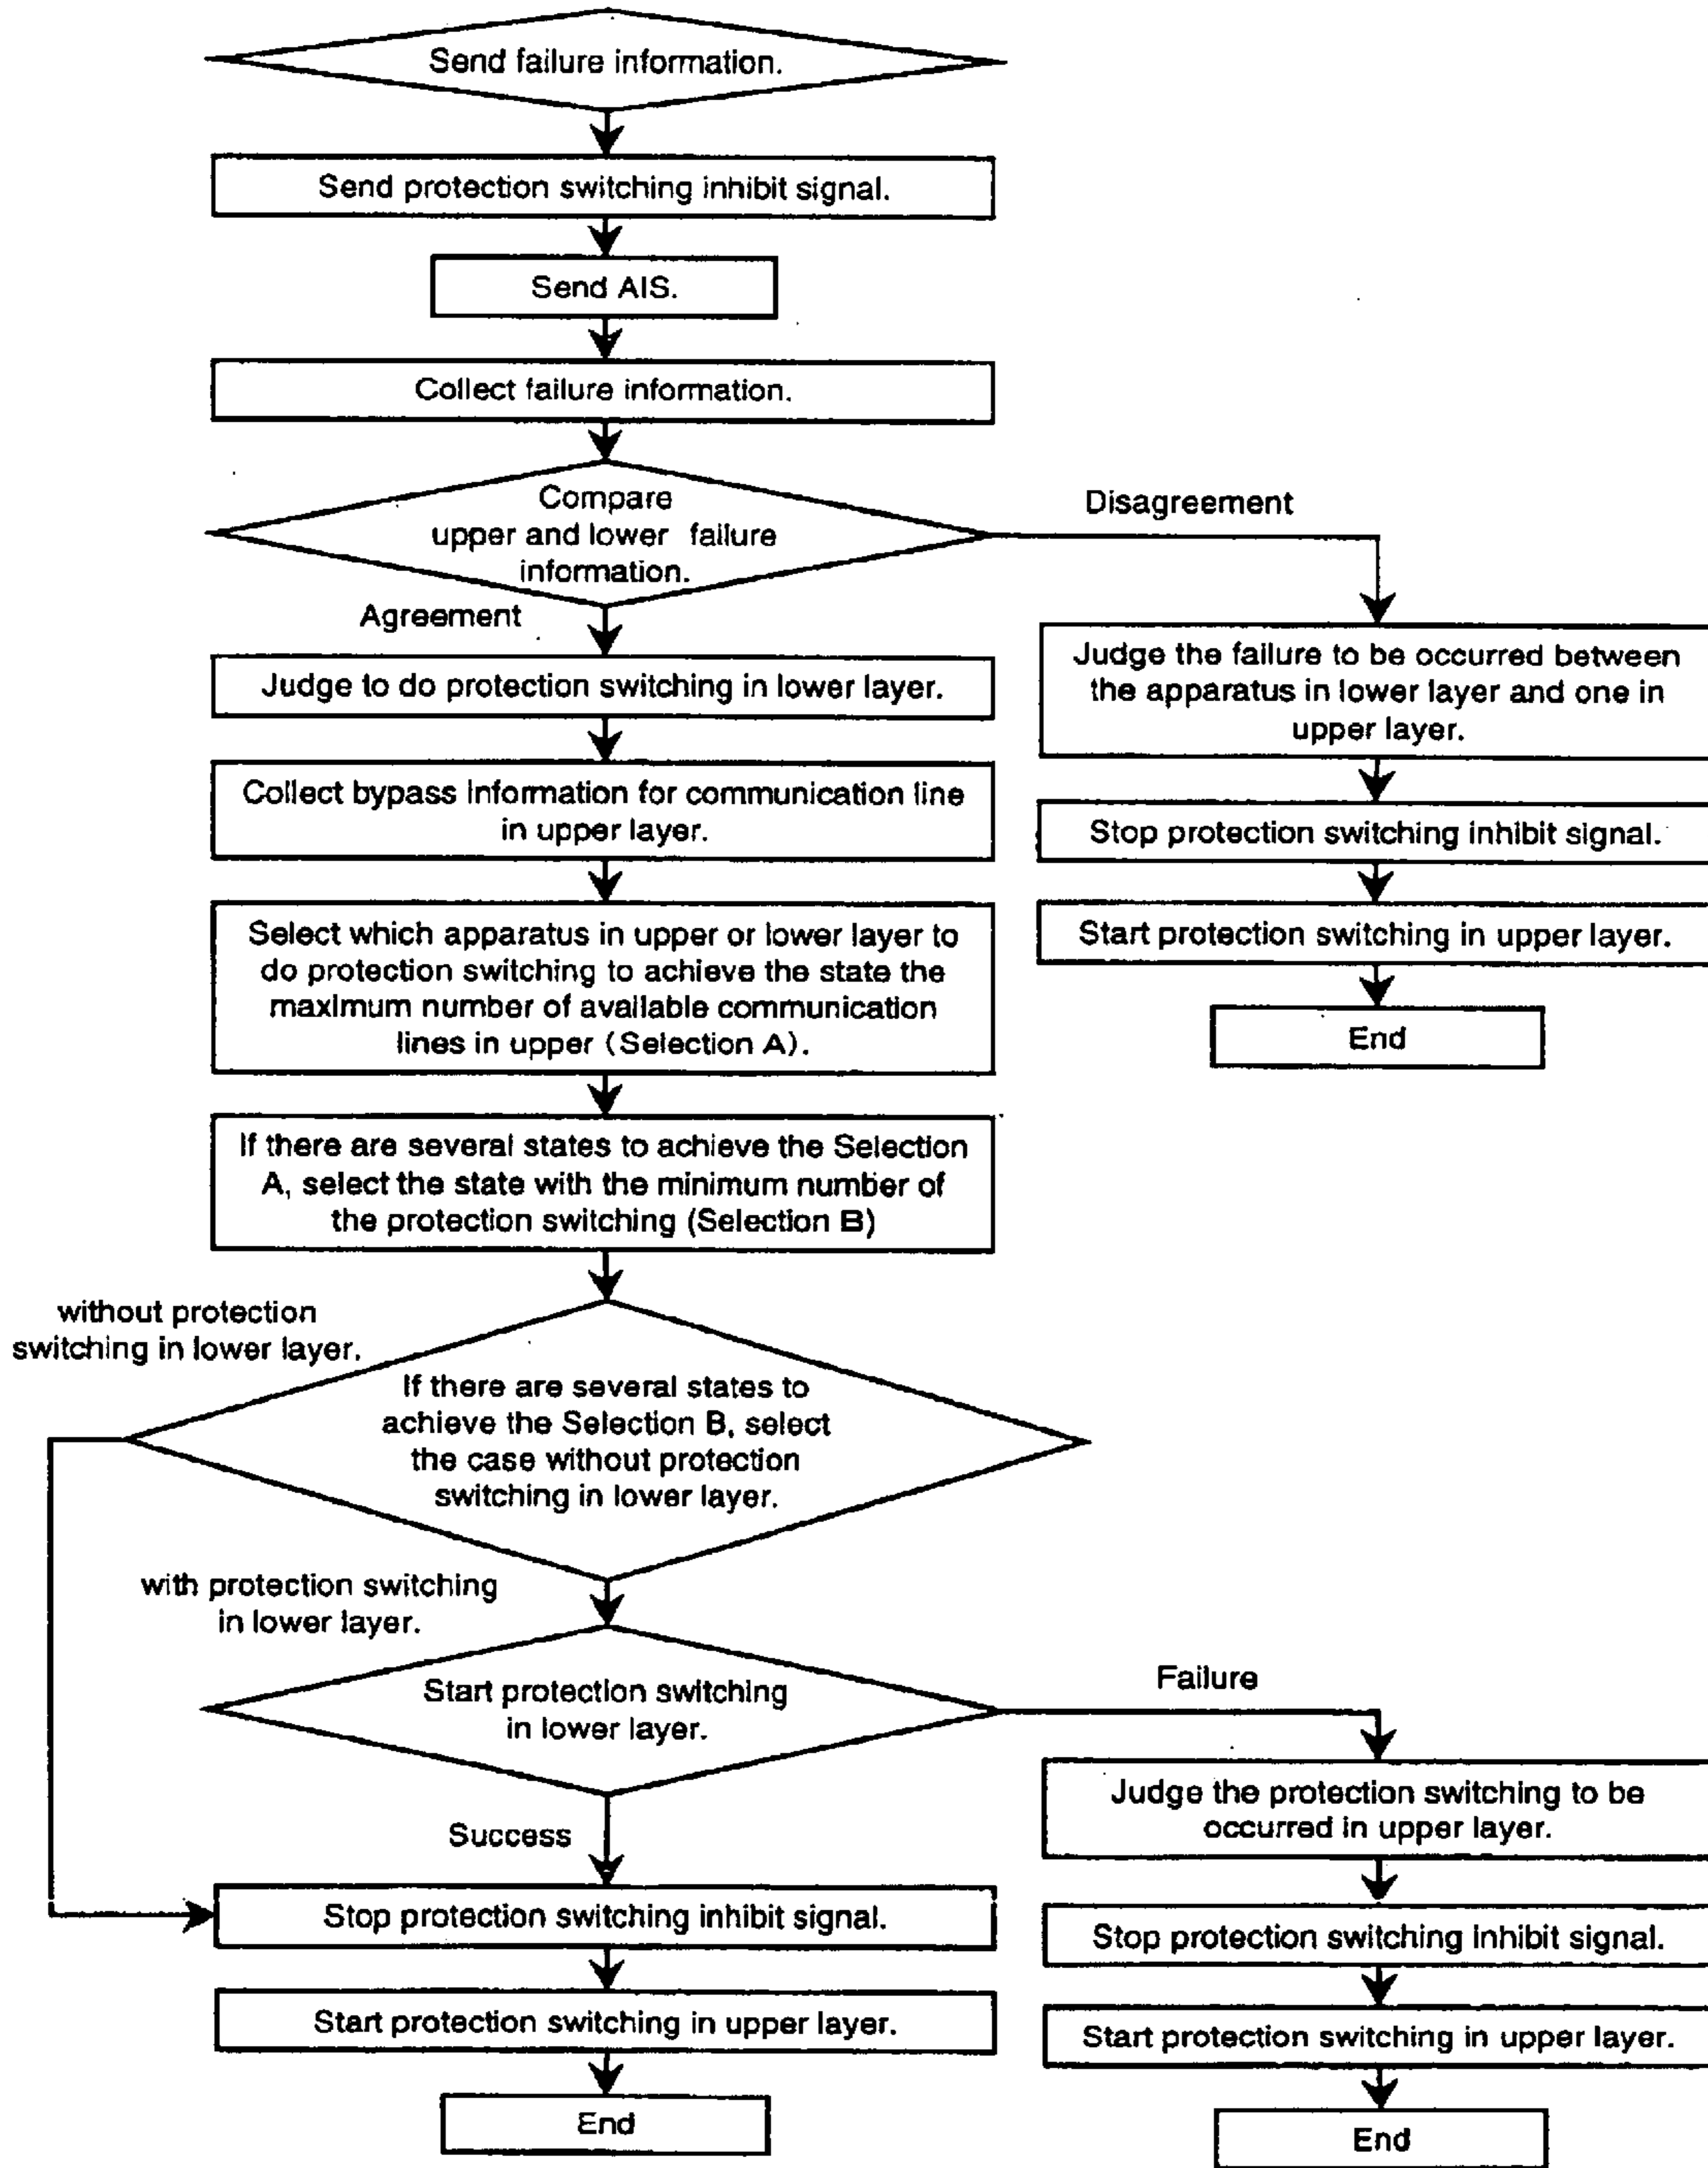 Send failure information.
Send protection switching inhibit signal.
Send AIS.
Collect failure information.
Compare
upper and lower failure
information.
Disagreement
Agreement
Judge the failure to be occurred between
the apparatus in lower layer and one in
upper layer.
Stop protection switching inhibit signal.
Start protection switching in upper layer.
End
Judge to do protection switching in lower layer.
Collect bypass information for communication line
in upper layer.
Select which apparatus in upper or lower layer to
do protection switching to achieve the state the
maximum number of available communication
lines in upper (Selection A).
If there are several states to achieve the Selection
A, select the state with the minimum number of
the protection switching (Selection B)
without protection
switching in lower layer.
If there are several states to
achieve the Selection B, select
the case without protection
switching in lower layer.
with protection switching
in lower layer.
Start protection switching
in lower layer.
Failure
Success
Judge the protection switching to be
occurred in upper layer.
Stop protection switching inhibit signal.
Start protection switching in upper layer.
End
Stop protection switching inhibit signal.
Start protection switching in upper layer.
End